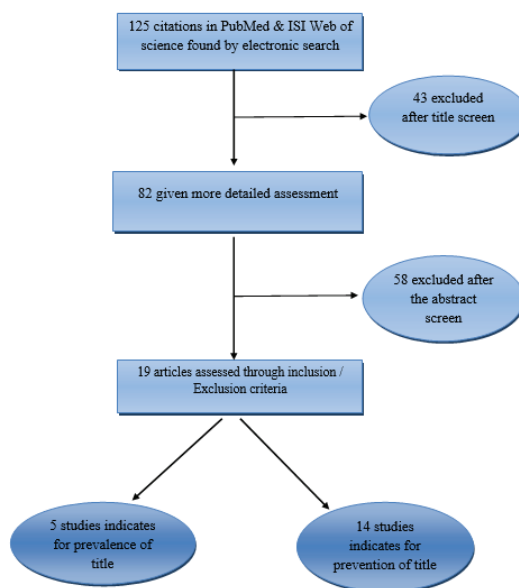 125 citations in PubMed & ISI Web of
science found by electronic search
43 excluded
after title screen
82 given more detailed assessment
58 excluded after
the abstract
screen
19 articles assessed through inclusion /
Exclusion criteria
5 studies indicates
for prevalence of
title
14 studies
indicates for
prevention of title